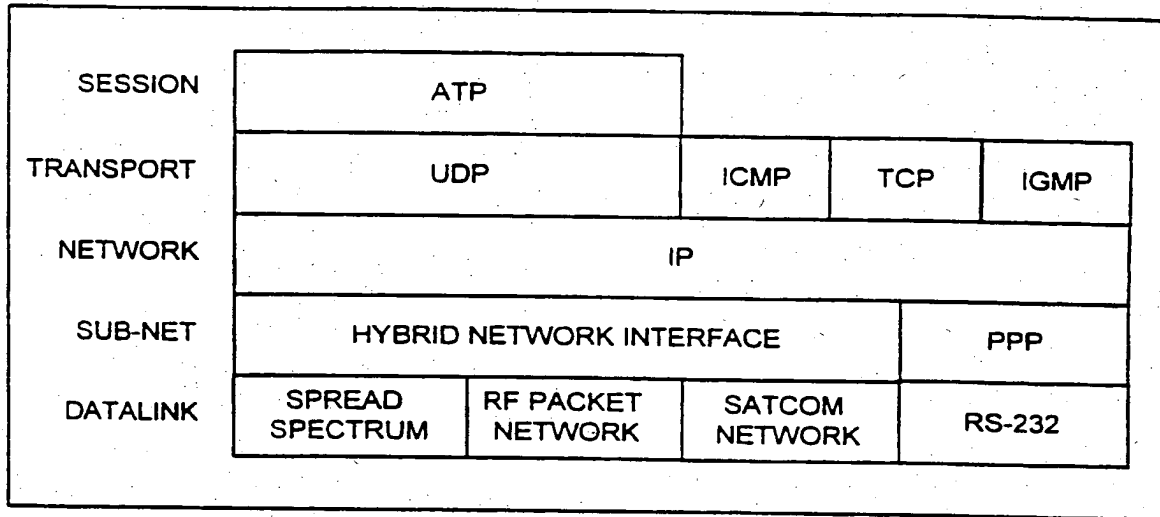 SESSION
ATP
TRANSPORT
UDP
ICMP
TCP
IGMP
NETWORK
IP
SUB-NET
HYBRID NETWORK INTERFACE
PPP
DATALINK
SPREAD
SPECTRUM
RF PACKET
NETWORK
SATCOM
NETWORK
RS-232